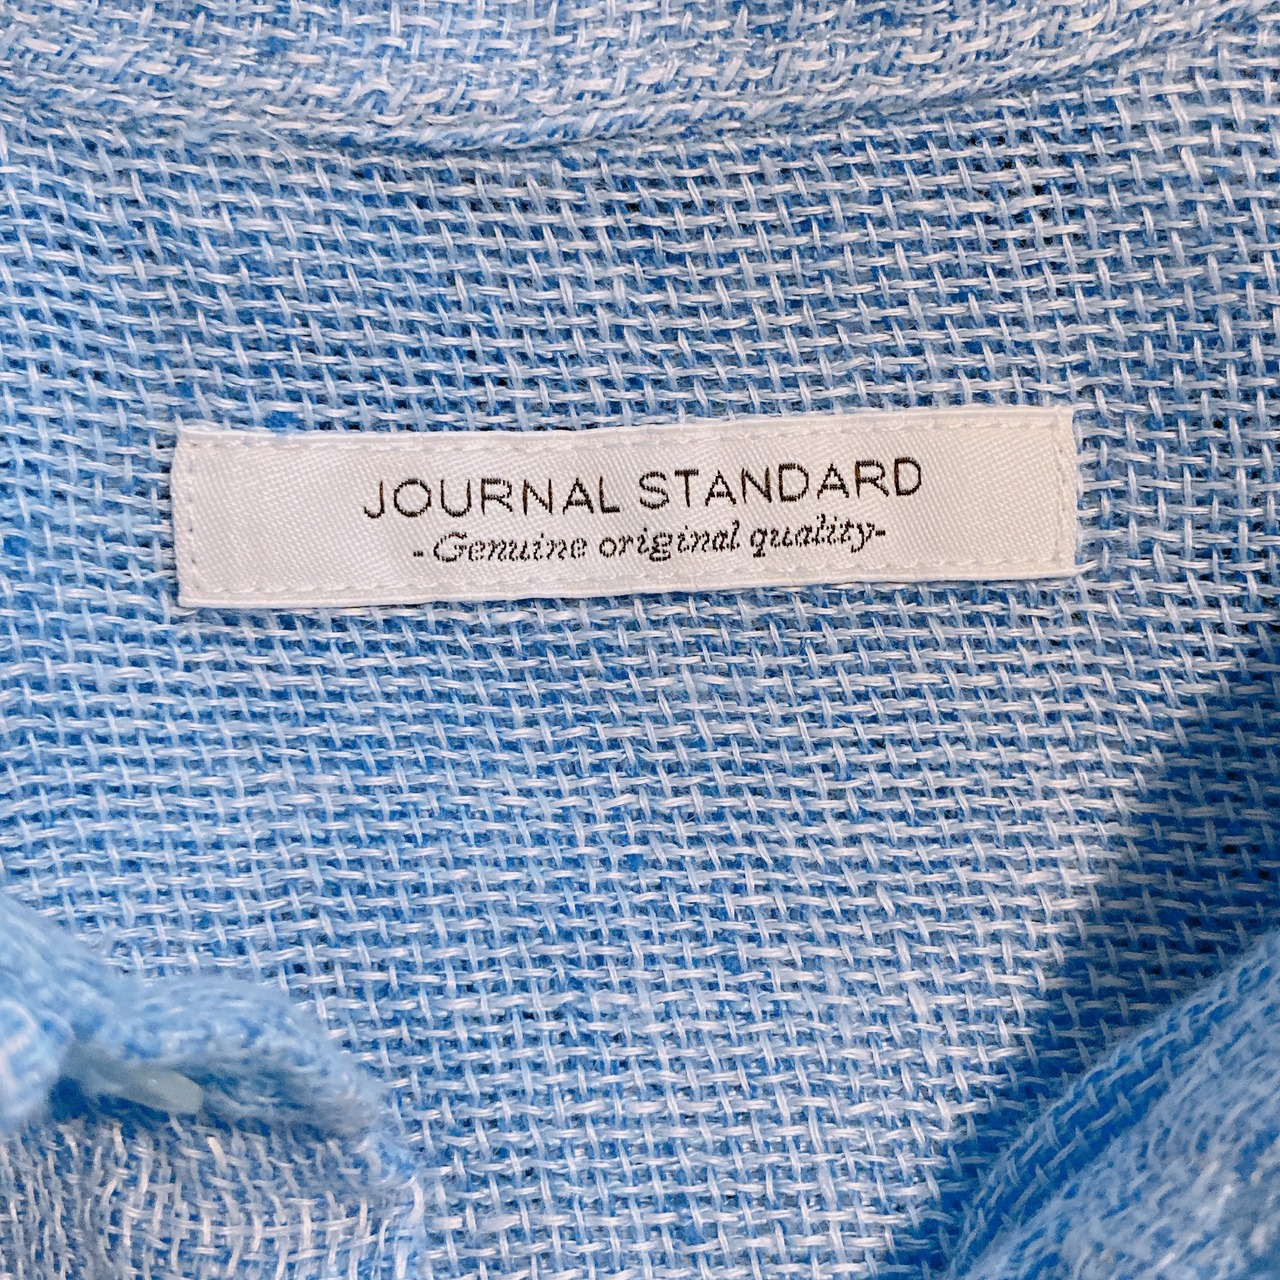 JOURNAL STANDARD
-Genuine original quality-